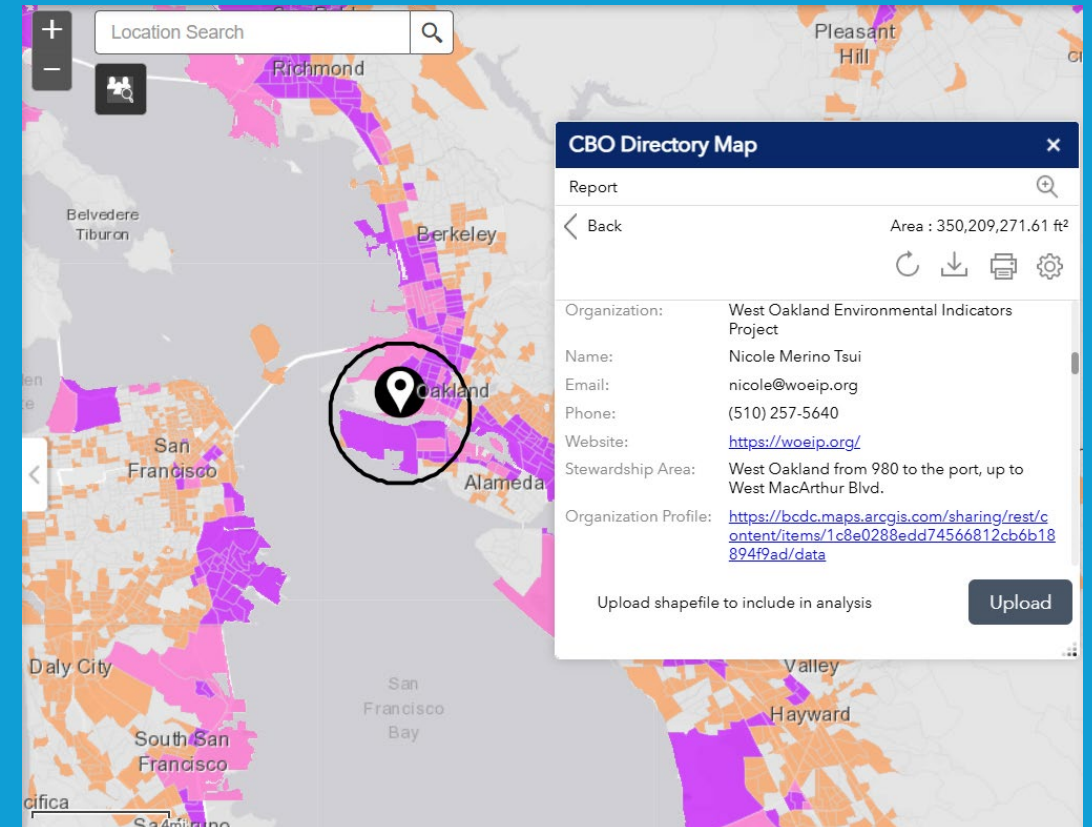 +
Location Search
−
Pleasant
Hill
Richmond
CBO Directory Map ×
Report
Back Area : 350,209,271.61 ft²
Belvedere
Tiburon
Berkeley
Organization: West Oakland Environmental Indicators
Project
Name: Nicole Merino Tsui
Email: nicole@woeip.org
Phone: (510) 257-5640
Website: https://woeip.org/
Stewardship Area: West Oakland from 980 to the port, up to
West MacArthur Blvd.
Organization Profile: https://bcdc.maps.arcgis.com/sharing/rest/c
ontent/items/1c8e0288edd74566812cb6b18
894f9ad/data
Upload shapefile to include in analysis Upload
Oakland
San
Francisco
Alameda
Daly City
San
Francisco
Bay
Valley
Hayward
South San
Francisco
cifica
4mi